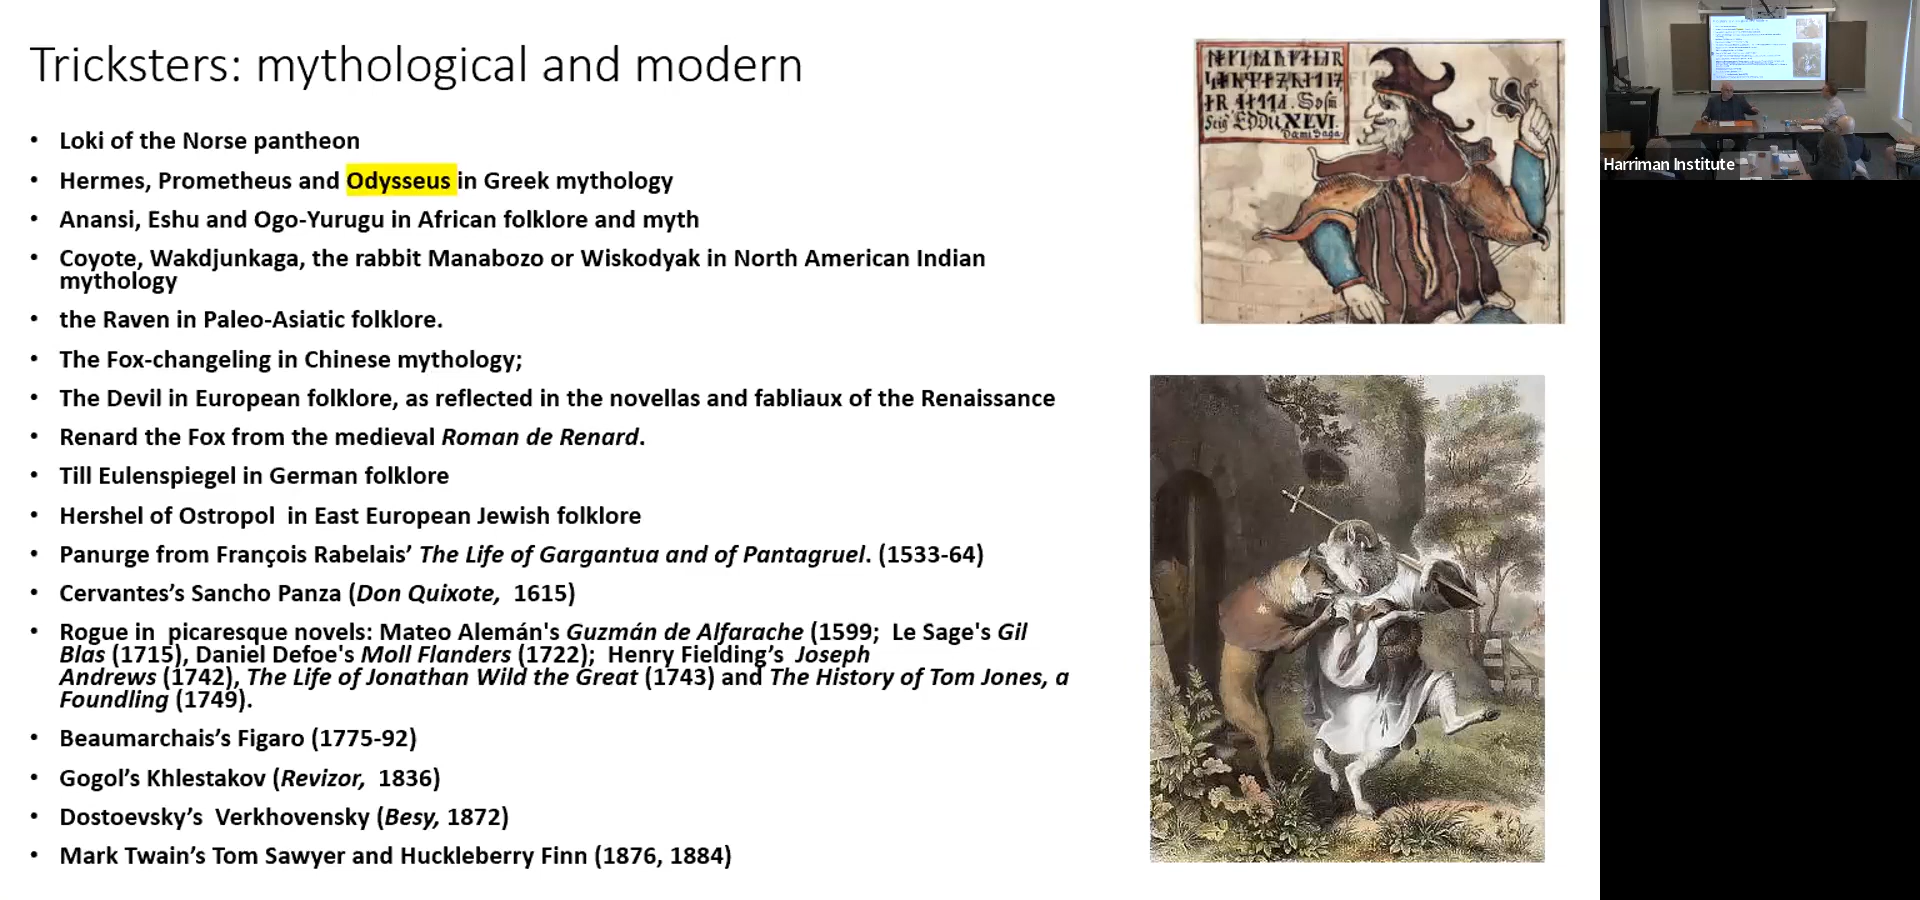 Tricksters: mythological and modern
• Loki of the Norse pantheon
• Hermes, Prometheus and Odysseus in Greek mythology
• Anansi, Eshu and Ogo-Yurugu in African folklore and myth
• Coyote, Wakdjunkaga, the rabbit Manabozo or Wiskodyak in North American Indian
mythology
• the Raven in Paleo-Asiatic folklore.
• The Fox-changeling in Chinese mythology;
• The Devil in European folklore, as reflected in the novellas and fabliaux of the Renaissance
• Renard the Fox from the medieval Roman de Renard.
• Till Eulenspiegel in German folklore
• Hershel of Ostropol  in East European Jewish folklore
• Panurge from François Rabelais’ The Life of Gargantua and of Pantagruel. (1533-64)
• Cervantes’s Sancho Panza (Don Quixote,  1615)
• Rogue in  picaresque novels: Mateo Alemán's Guzmán de Alfarache (1599;  Le Sage's Gil
Blas (1715), Daniel Defoe's Moll Flanders (1722);  Henry Fielding’s  Joseph
Andrews (1742), The Life of Jonathan Wild the Great (1743) and The History of Tom Jones, a
Foundling (1749).
• Beaumarchais’s Figaro (1775-92)
• Gogol’s Khlestakov (Revizor,  1836)
• Dostoevsky’s  Verkhovensky (Besy, 1872)
• Mark Twain’s Tom Sawyer and Huckleberry Finn (1876, 1884)
XLVI.
Harriman Institute